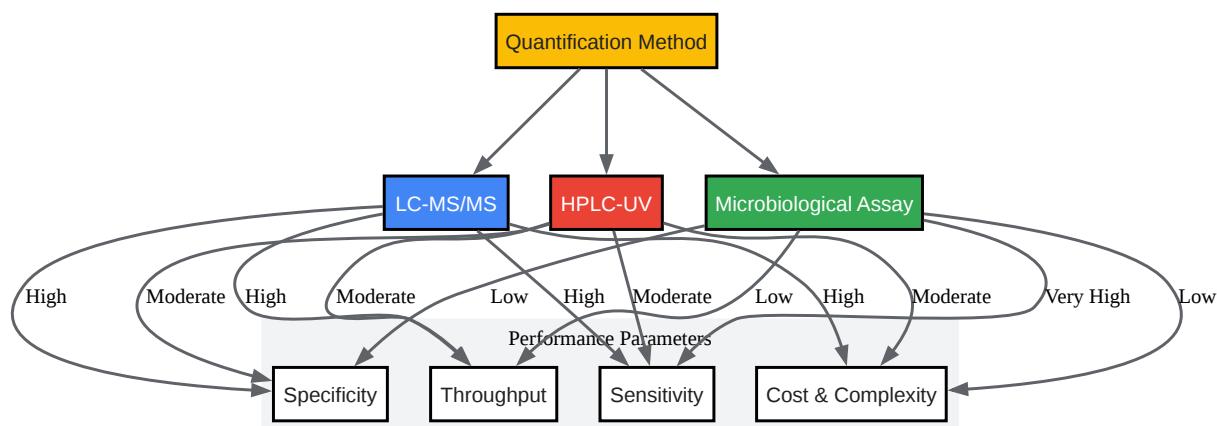 Quantification Method
LC-MS/MS
HPLC-UV
Microbiological Assay
High
Moderate
High
Moderate
Low
High
Moderate
Low
High
Moderate
Very High
Low
Performance Parameters
Specificity
Throughput
Sensitivity
Cost & Complexity